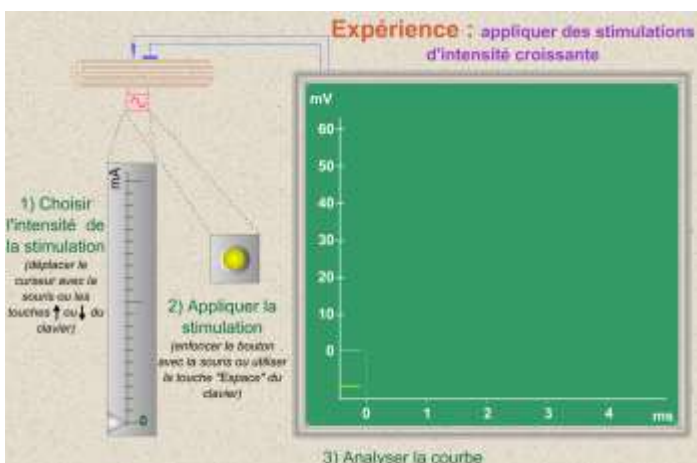 Expérience : appliquer des stimulations
d'intensité croissante
mA
1) Choisir
l'intensité de
la stimulation
(déplacer le
curseur avec la
souris ou les
touches ↑ ou ↓ du
clavier)
0
2) Appliquer la
stimulation
(enfoncer le bouton
avec la souris ou utiliser
la touche "Espace" du
clavier)
mV
60
50
40
30
20
10
0
0 1 2 3 4 ms
3) Analyser la courbe